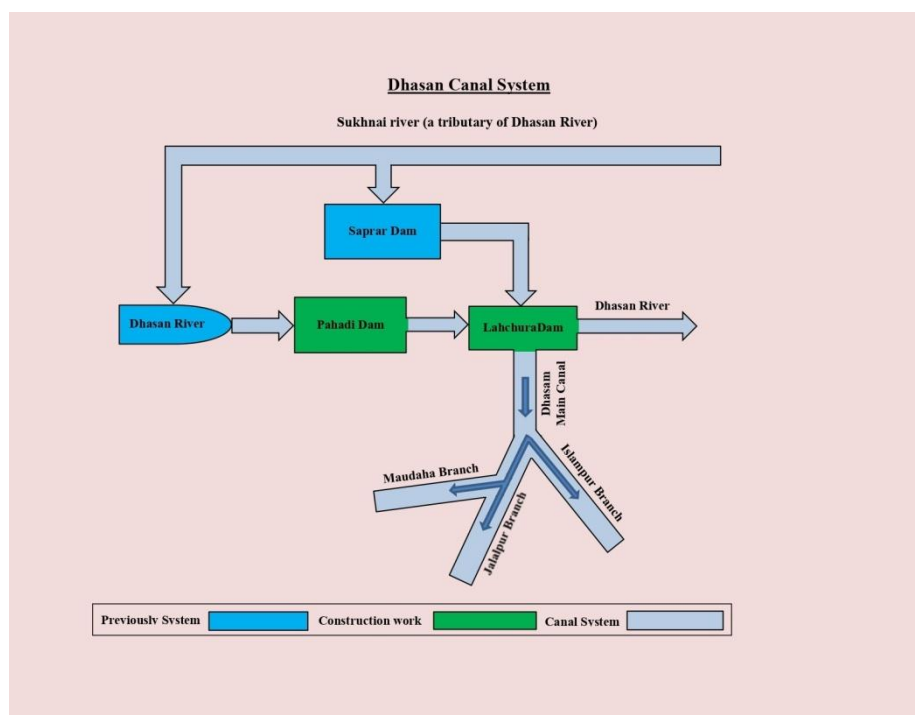 Dhasan Canal System
Sukhnai river (a tributary of Dhasan River)
Saprar Dam
Dhasan River
Pahadi Dam
LahchuraDam
Dhasan River
Dhasam
Main Canal
Maudaha Branch
Jalalpur Branch
Islampur Branch
Previously System
Construction work
Canal System